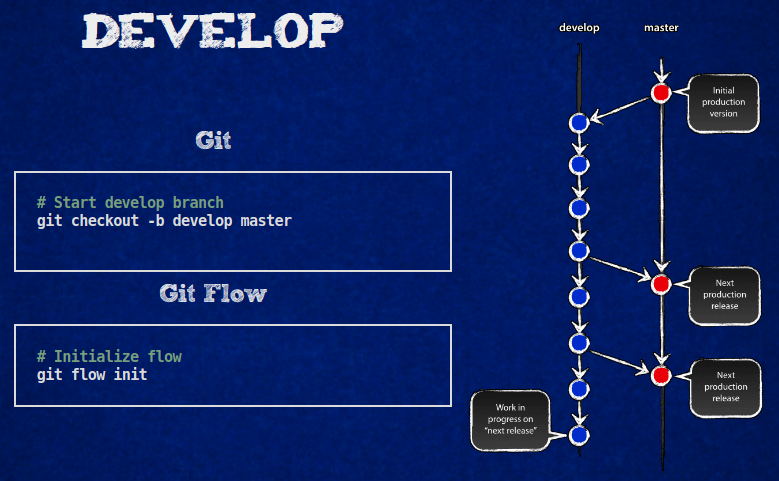 DEVELOP
Git
# Start develop branch
git checkout -b develop master
Git Flow
# Initialize flow
git flow init
develop
master
Initial
production
version
Next
production
release
Next
production
release
Work in
progress on
"next release"